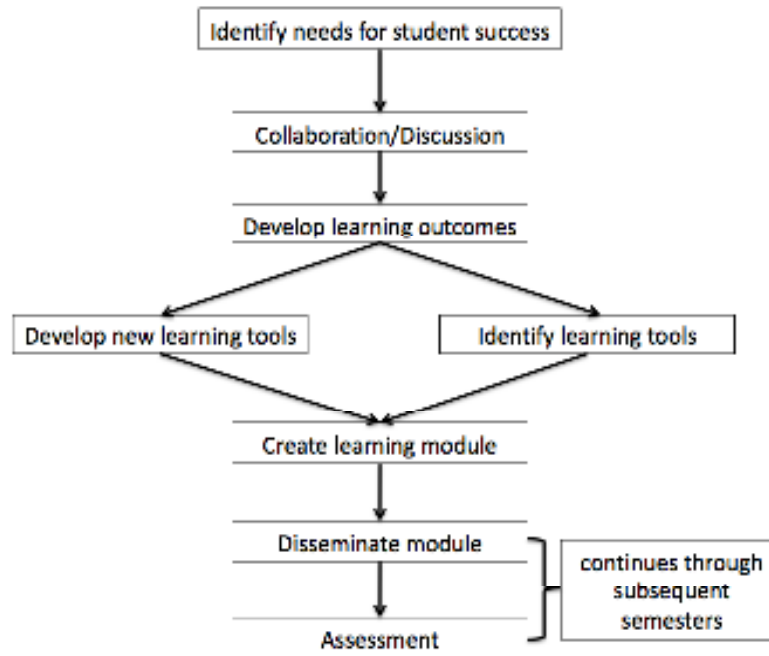 Identify needs for student success
Collaboration/Discussion
Develop learning outcomes
Develop new learning tools
Identify learning tools
Create learning module
Disseminate module
continues through
subsequent
semesters
Assessment